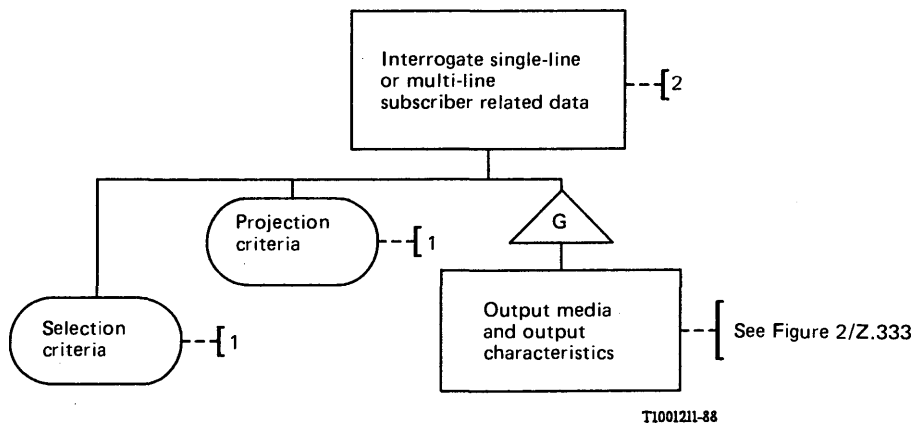 Interrogate single-line
or multi-line
subscriber related data
2
Projection
criteria
1
G
Selection
criteria
1
Output media
and output
characteristics
See Figure 2/Z.333
T1001211-88